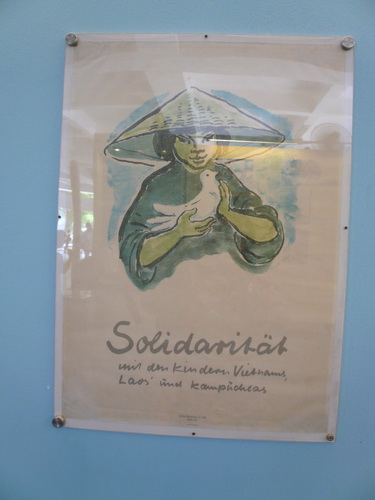 Solidarität
mit den Kindern Vietnams,
Laos' und Kampucheas